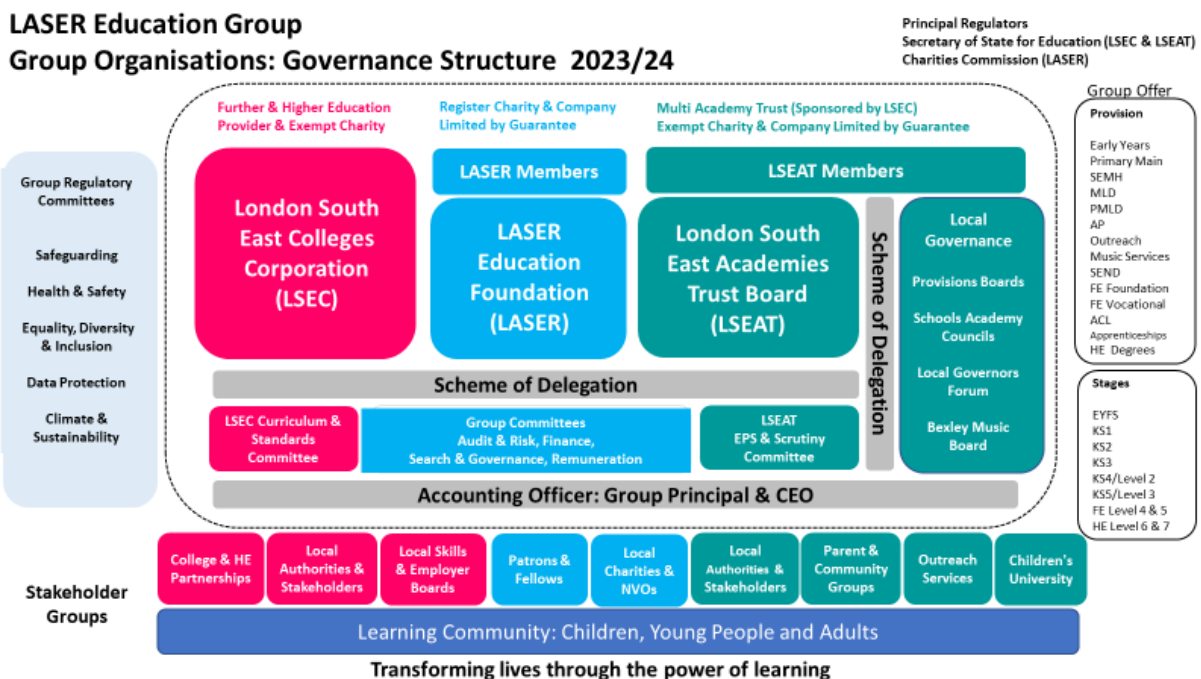 LASER Education Group
Group Organisations: Governance Structure  2023/24
Principal Regulators
Secretary of State for Education (LSEC & LSEAT)
Charities Commission (LASER)
Further & Higher Education
Provider & Exempt Charity
Register Charity & Company
Limited by Guarantee
Multi Academy Trust (Sponsored by LSEC)
Exempt Charity & Company Limited by Guarantee
Group Regulatory
Committees
Safeguarding
Health & Safety
Equality, Diversity
& Inclusion
Data Protection
Climate &
Sustainability
London South
East Colleges
Corporation
(LSEC)
LASER Members
LASER
Education
Foundation
(LASER)
LSEAT Members
London South
East Academies
Trust Board
(LSEAT)
Scheme of Delegation
Local
Governance
Provisions Boards
Schools Academy
Councils
Local Governors
Forum
Bexley Music
Board
Scheme of Delegation
LSEC Curriculum &
Standards
Committee
Group Committees
Audit & Risk, Finance,
Search & Governance, Remuneration
LSEAT
EPS & Scrutiny
Committee
Accounting Officer: Group Principal & CEO
Group Offer
Provision
Early Years
Primary Main
SEMH
MLD
PMLD
AP
Outreach
Music Services
SEND
FE Foundation
FE Vocational
ACL
Apprenticeships
HE  Degrees
Stages
EYFS
KS1
KS2
KS3
KS4/Level 2
KS5/Level 3
FE Level 4 & 5
HE Level 6 & 7
Stakeholder
Groups
College & HE
Partnerships
Local
Authorities &
Stakeholders
Local Skills
& Employer
Boards
Patrons &
Fellows
Local
Charities &
NVOs
Local
Authorities &
Stakeholders
Parent &
Community
Groups
Outreach
Services
Children's
University
Learning Community: Children, Young People and Adults
Transforming lives through the power of learning